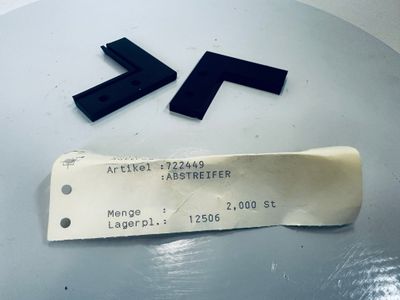 Artikel :722449
:ABSTREIFER
Menge : 2,000 St
Lagerpl.: 12506